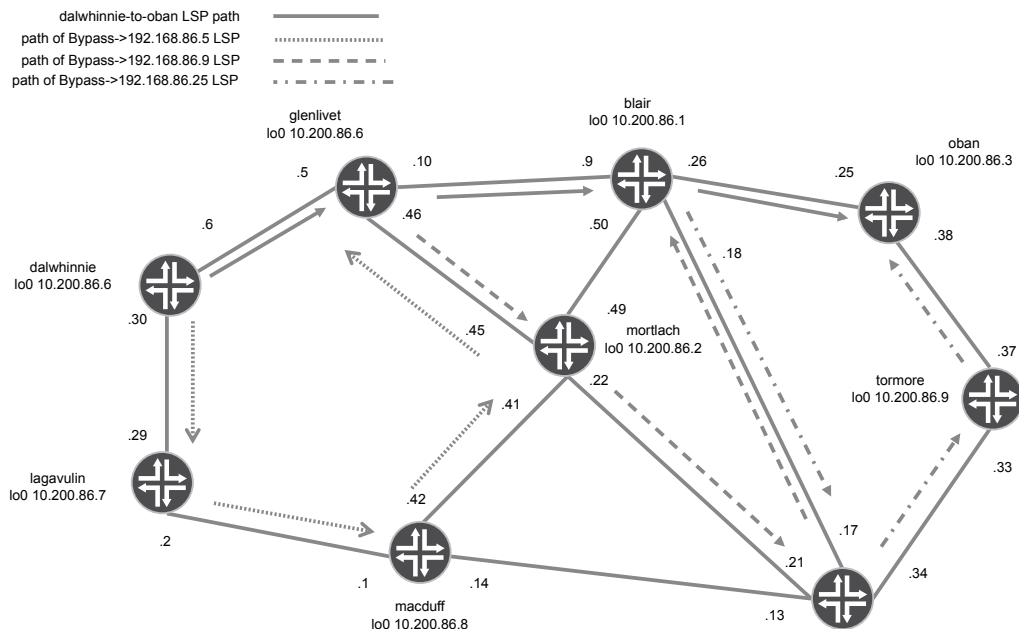 dalwhinnie-to-oban LSP path
path of Bypass->192.168.86.5 LSP
path of Bypass->192.168.86.9 LSP
path of Bypass->192.168.86.25 LSP
glenlivet
lo0 10.200.86.6
blair
lo0 10.200.86.1
oban
lo0 10.200.86.3
.5
.10
.9
.26
.25
.6
.46
.50
.18
.38
dalwhinnie
lo0 10.200.86.6
.30
.45
.49
mortlach
lo0 10.200.86.2
.22
.37
tormore
lo0 10.200.86.9
.29
.41
.33
lagavulin
lo0 10.200.86.7
.42
.2
.17
.21
.34
.1
.14
.13
macduff
lo0 10.200.86.8